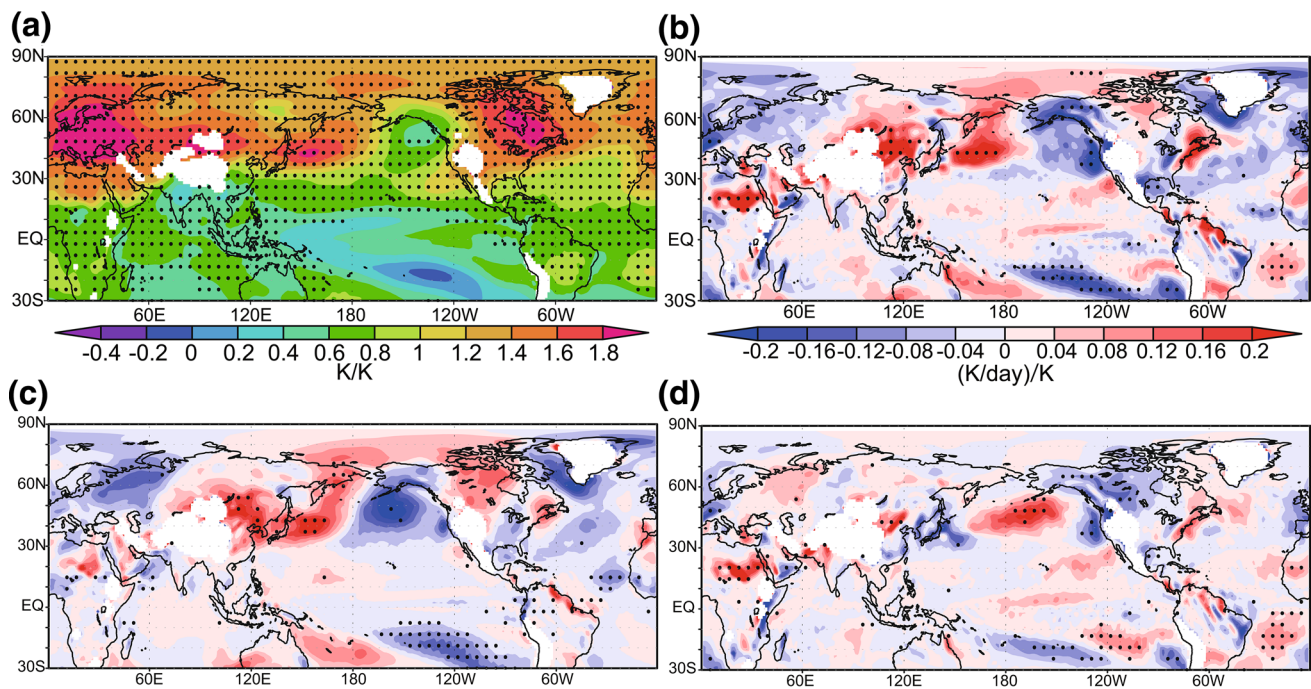 (a)
90N
60N
30N
EQ
30S
60E 120E 180 120W 60W
-0.4 -0.2 0 0.2 0.4 0.6 0.8 1 1.2 1.4 1.6 1.8
K/K
(b)
90N
60N
30N
EQ
30S
60E 120E 180 120W 60W
-0.2 -0.16 -0.12 -0.08 -0.04 0 0.04 0.08 0.12 0.16 0.2
(K/day)/K
(c)
90N
60N
30N
EQ
30S
60E 120E 180 120W 60W
(d)
90N
60N
30N
EQ
30S
60E 120E 180 120W 60W